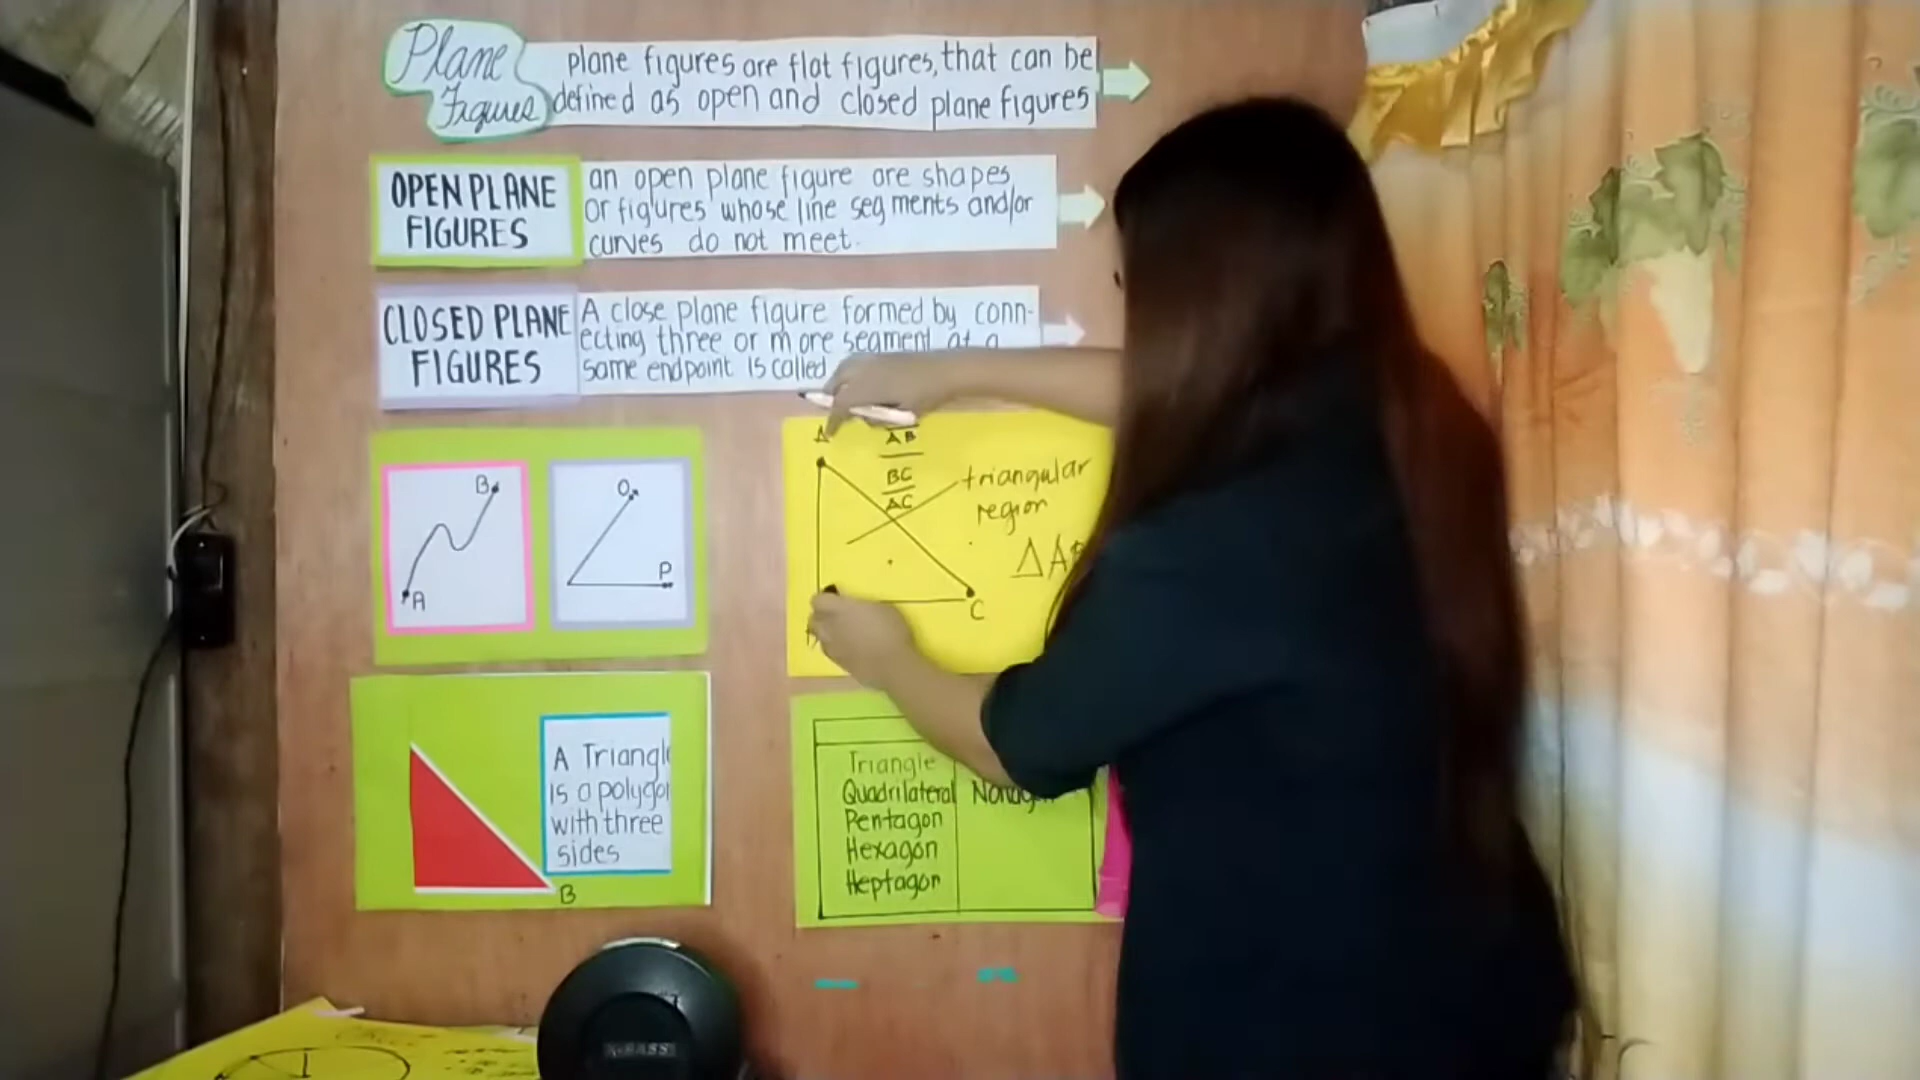 Plane
Figures
plane figures are flat figures, that can be
defined as open and closed plane figures
OPEN PLANE
FIGURES
an open plane figure are shapes
or figures whose line segments and/or
curves do not meet.
CLOSED PLANE
FIGURES
A close plane figure formed by conn-
ecting three or more segment at a
same endpoint is called
B
A
O
P
A
AB
BC
AC
triangular
region
ΔAB
C
A Triangle
is a polygon
with three
sides
B
Triangle
Quadrilateral
Pentagon
Hexagon
Heptagon
Nonagon